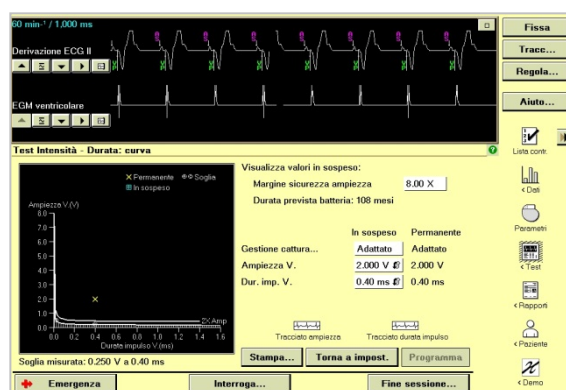 60 min-¹ / 1,000 ms
Derivazione ECG II
EGM ventricolare
Fissa
Tracc...
Regola...
Aiuto...
Lista contr.
< Dati
Parametri
< Test
< Rapporti
< Paziente
< Demo
Test Intensità - Durata: curva
Permanente
Soglia
In sospeso
Ampiezza V.(V)
8.0
7.0
6.0
5.0
4.0
3.0
2.0
1.0
0.0
2X Amp
0.0 0.2 0.4 0.6 0.8 1.0 1.2 1.4 1.6
Durata impulso V.(ms)
Soglia misurata: 0.250 V a 0.40 ms
Visualizza valori in sospeso:
Margine sicurezza ampiezza 8.00 X
Durata prevista batteria: 108 mesi
In sospeso Permanente
Gestione cattura... Adattato Adattato
Ampiezza V. 2.000 V 2.000 V
Dur. imp. V. 0.40 ms 0.40 ms
Tracciato ampiezza Tracciato durata impulso
Stampa... Torna a impost. Programma
Emergenza Interroga... Fine sessione...